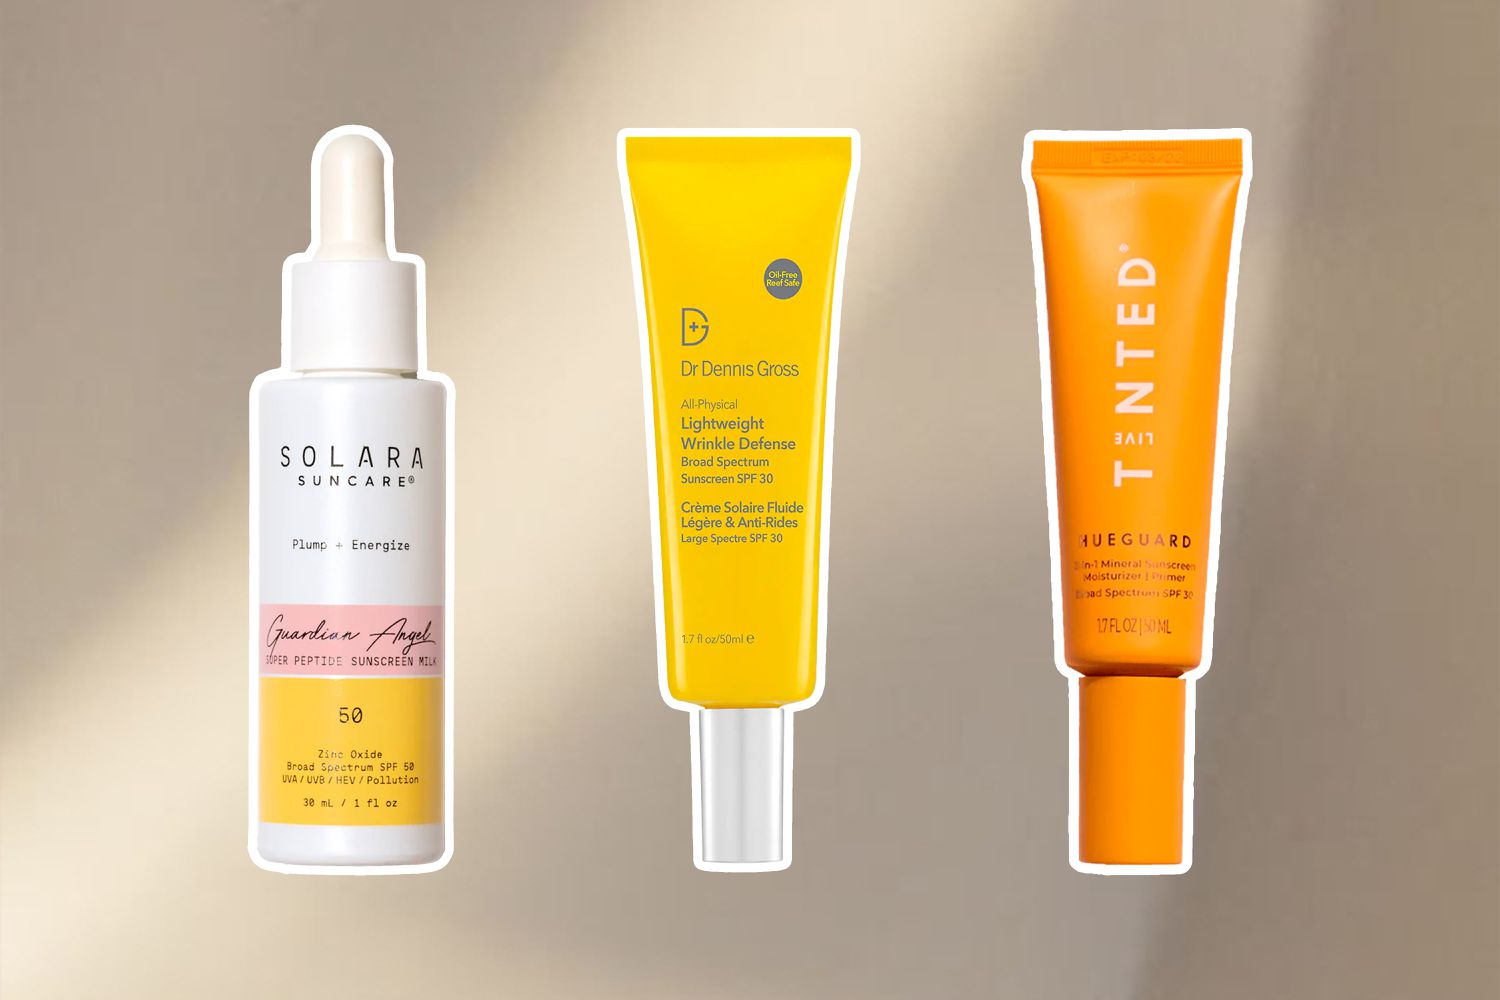 SOLARA
SUNCARE®
Plump + Energize
Guardian Angel
SUPER PEPTIDE SUNSCREEN MILK
50
Zinc Oxide
Broad Spectrum SPF 50
UVA / UVB / HEV / Pollution
30 mL / 1 fl oz
Oil-Free
Reef Safe
Dr Dennis Gross
All-Physical
Lightweight
Wrinkle Defense
Broad Spectrum
Sunscreen SPF 30
Crème Solaire Fluide
Légère & Anti-Rides
Large Spectre SPF 30
1.7 fl oz/50ml ℮
LIVE TINTED®
HUEGUARD
Mineral Sunscreen
Moisturizer | Primer
Broad Spectrum SPF 30
1.7 FL OZ | 50 ML